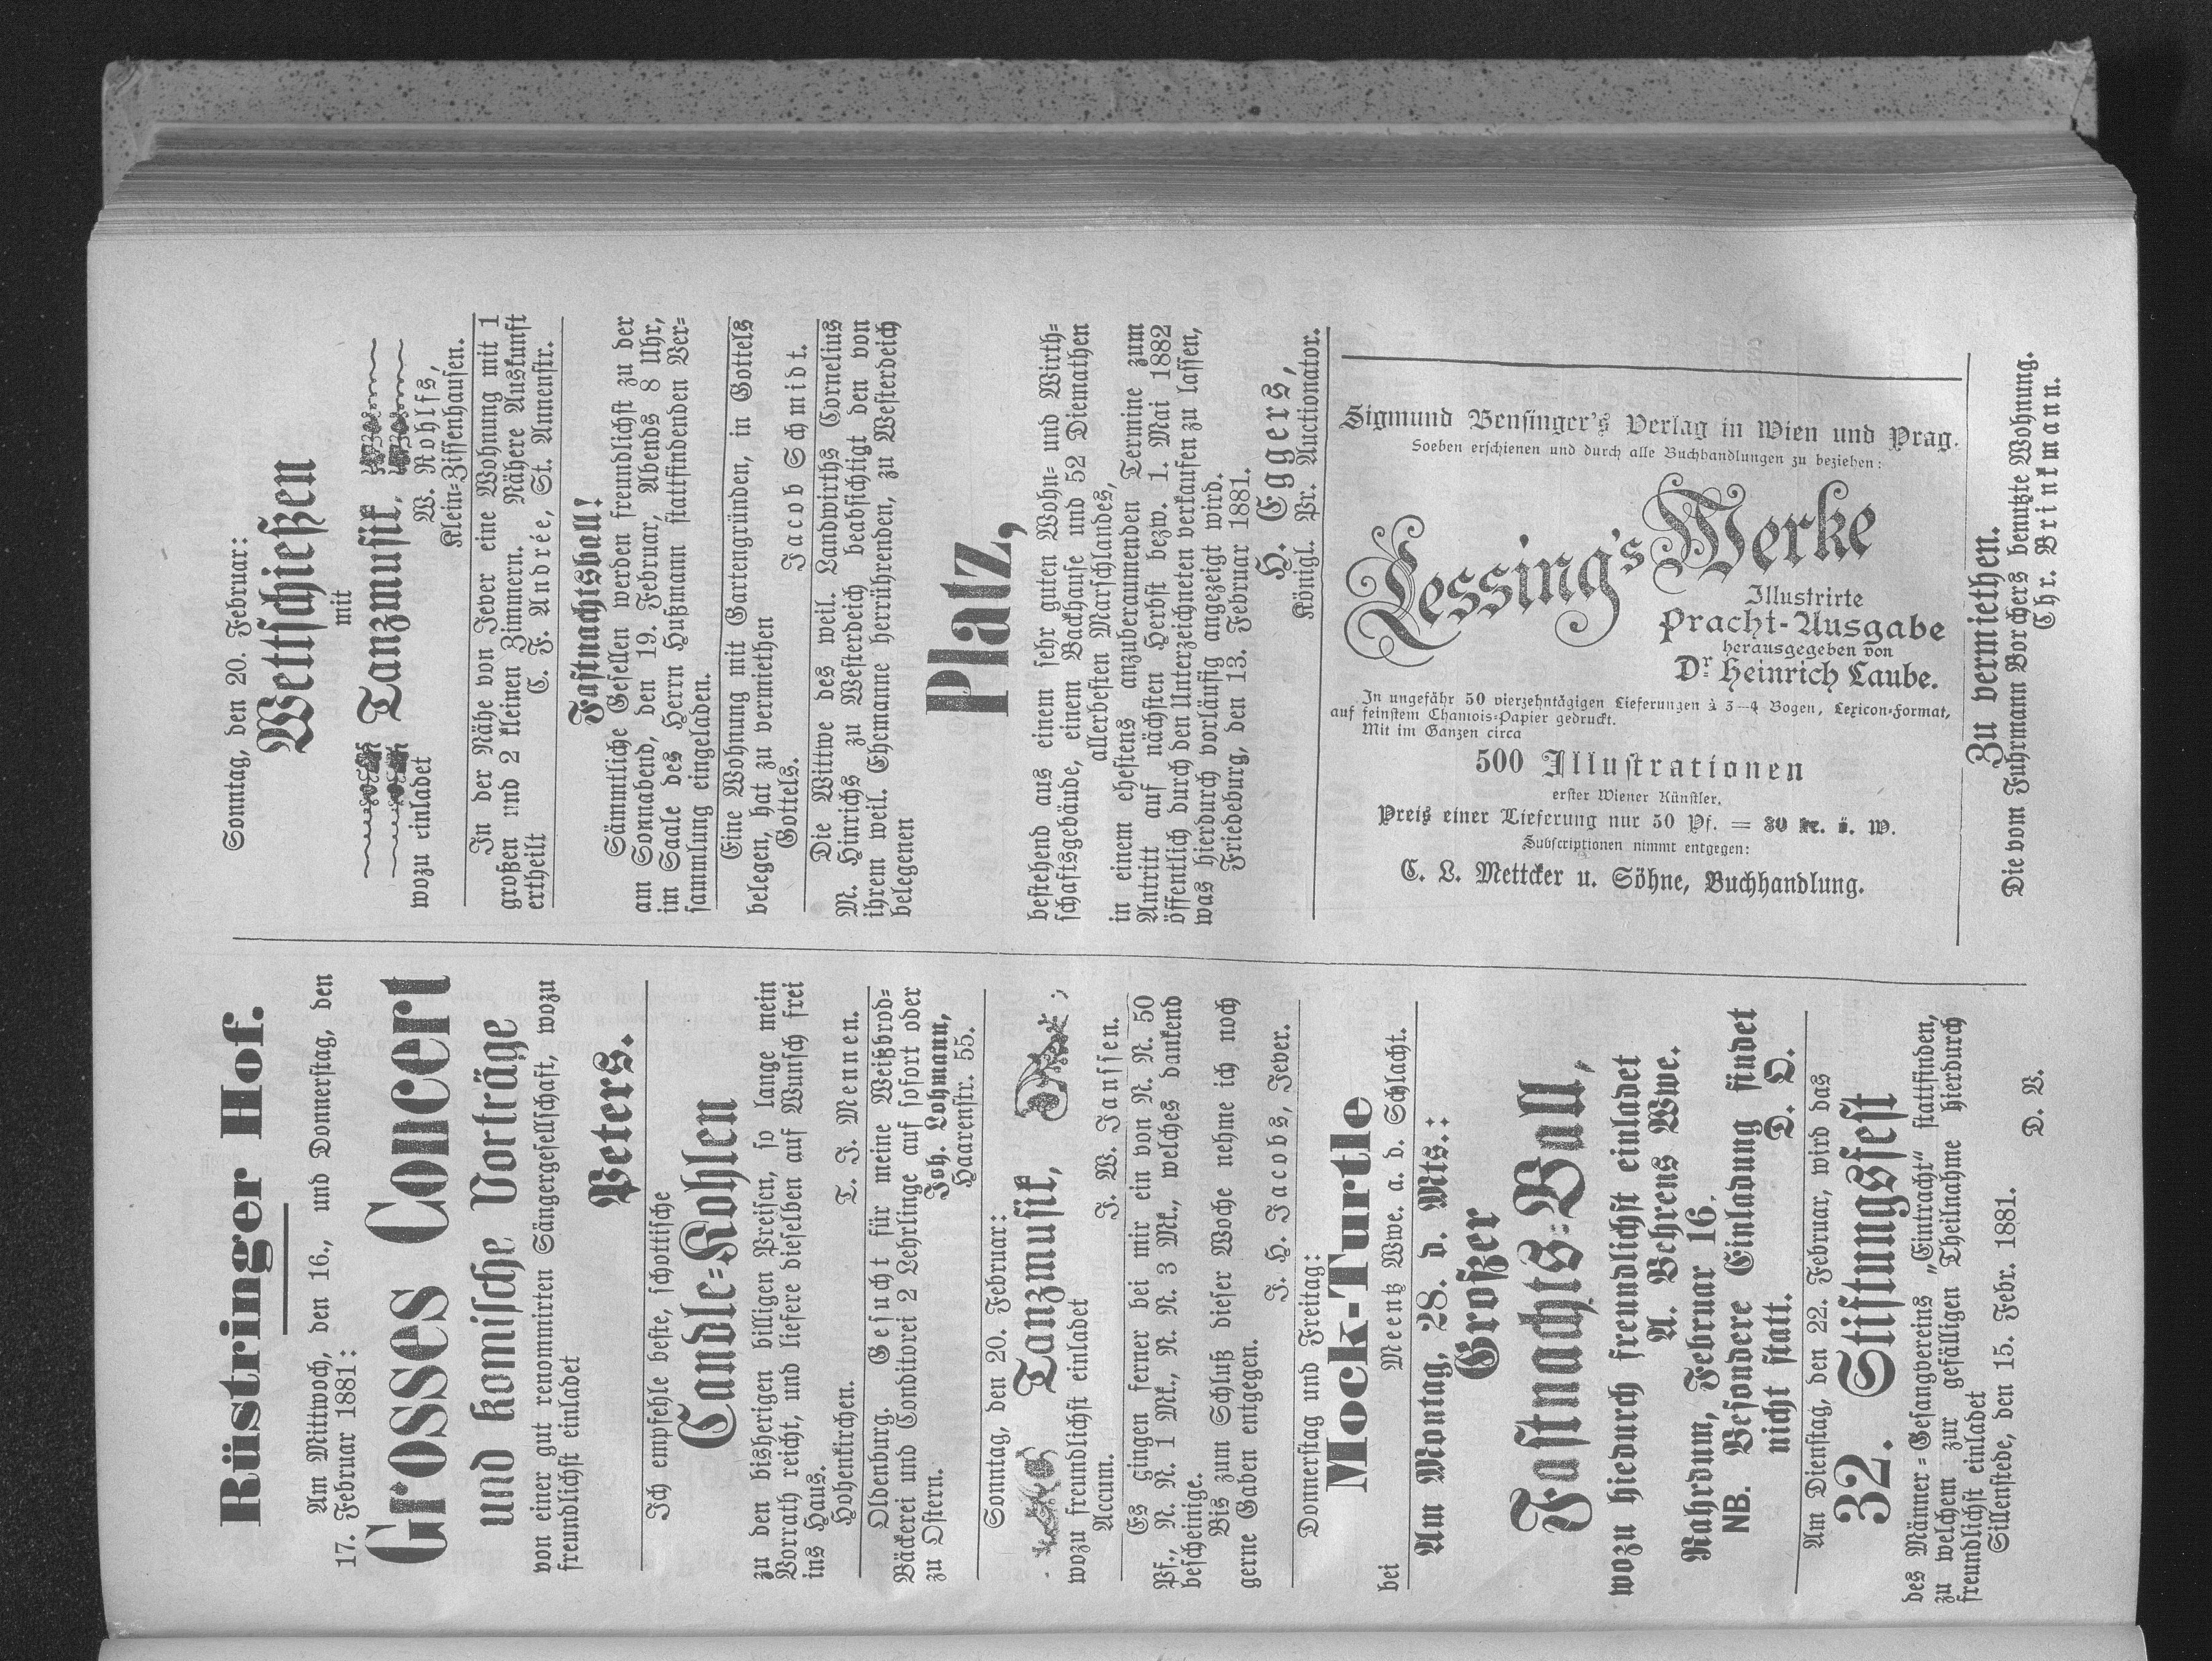 Rüstringer Hof.
Am Mittwoch, den 16., und Donnerstag, den
17. Februar 1881:
Grosses Concert
und komische Vorträge
von einer gut renommirten Sängergesellschaft, wozu
freundlichst einladet
Peters.
Ich empfehle beste, schottische
Candle-Kohlen
zu den bisherigen billigen Preisen, so lange mein
Vorrath reicht, und liefere dieselben auf Wunsch frei
ins Haus.
Hohenkirchen. T. J. Mennen.
Oldenburg. Gesucht für meine Weißbrod-
Bäckerei und Conditorei 2 Lehrlinge auf sofort oder
zu Ostern. Joh. Lohmann,
Haarenstr. 55.
Sonntag, den 20. Februar:
Tanzmusik,
wozu freundlichst einladet
Accum. J. W. Janssen.
Es gingen ferner bei mir ein von N. N. 50
Pf., N. N. 1 Mk., N. N. 3 Mk., welches dankend
bescheinige.
Bis zum Schluß dieser Woche nehme ich noch
gerne Gaben entgegen.
J. H. Jacobs, Jever.
Donnerstag und Freitag:
Mock-Turtle
bei Meentz Wwe. a. d. Schlacht.
Am Montag, 28. d. Mts.:
Großer
Fastnachts-Ball,
wozu hiedurch freundlichst einladet
A. Behrens Wwe.
Rahrdum, Februar 16.
NB. Besondere Einladung findet
nicht statt. D. O.
Am Dienstag, den 22. Februar, wird das
32. Stiftungsfest
des Männer-Gesangvereins „Eintracht“ stattfinden,
zu welchem zur gefälligen Theilnahme hierdurch
freundlichst einladet
Sillenstede, den 15. Febr. 1881. D. V.
Sonntag, den 20. Februar:
Wettschießen
mit
Tanzmusik,
wozu einladet W. Rohlfs,
Klein-Zissenhausen.
In der Nähe von Jever eine Wohnung mit 1
großen und 2 kleinen Zimmern. Nähere Auskunft
ertheilt C. F. André, St. Annenstr.
Fastnachtsball!
Sämmtliche Gesellen werden freundlichst zu der
am Sonnabend, den 19. Februar, Abends 8 Uhr,
im Saale des Herrn Hußmann stattfindenden Ver-
sammlung eingeladen.
Eine Wohnung mit Gartengründen, in Gottels
belegen, hat zu vermiethen
Gottels. Jacob Schmidt.
Die Wittwe des weil. Landwirths Cornelius
M. Hinrichs zu Westerdeich beabsichtigt den von
ihrem weil. Ehemanne herrührenden, zu Westerdeich
belegenen
Platz,
bestehend aus einem sehr guten Wohn- und Wirth-
schaftsgebäude, einem Backhause und 52 Diemathen
allerbesten Marschlandes,
in einem ehestens anzuberaumenden Termine zum
Antritt auf nächsten Herbst bezw. 1. Mai 1882
öffentlich durch den Unterzeichneten verkaufen zu lassen,
was hierdurch vorläufig angezeigt wird.
Friedeburg, den 13. Februar 1881.
H. Eggers,
Königl. Pr. Auctionator.
Sigmund Bensinger's Verlag in Wien und Prag.
Soeben erschienen und durch alle Buchhandlungen zu beziehen:
Lessing's Werke
Illustrirte
Pracht-Ausgabe
herausgegeben von
Dr. Heinrich Laube.
In ungefähr 50 vierzehntägigen Lieferungen à 3—4 Bogen, Lexicon-Format,
auf feinstem Chamois-Papier gedruckt.
Mit im Ganzen circa
500 Illustrationen
erster Wiener Künstler.
Preis einer Lieferung nur 50 Pf. = 30 kr. ö. W.
Subscriptionen nimmt entgegen:
C. L. Mettcker u. Söhne, Buchhandlung.
Zu vermiethen.
Die vom Fuhrmann Borchers benutzte Wohnung.
Chr. Brinkmann.